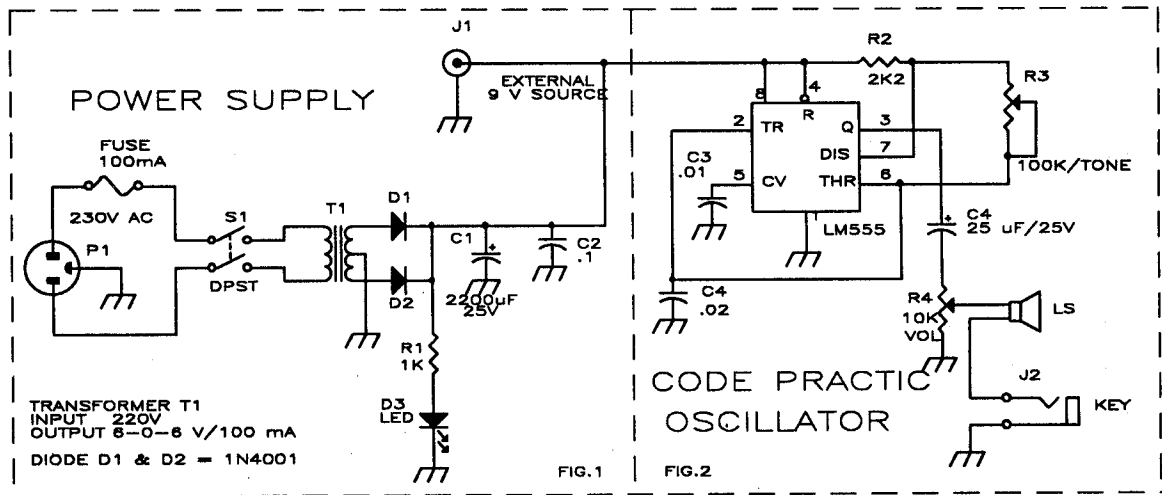 J1
EXTERNAL
9 V SOURCE
POWER SUPPLY
FUSE
100mA
230V AC
P1
S1
DPST
T1
D1
D2
C1
2200uF
25V
C2
.1
R1
1K
D3
LED
TRANSFORMER T1
INPUT 220V
OUTPUT 6-0-6 V/100 mA
DIODE D1 & D2 = 1N4001
FIG.1
R2
2K2
R3
100K/TONE
8
4
R
2
TR
Q
3
DIS
7
5
CV
THR
6
1
LM555
C3
.01
C4
25 uF/25V
C4
.02
R4
10K
VOL
LS
CODE PRACTIC
OSCILLATOR
J2
KEY
FIG.2